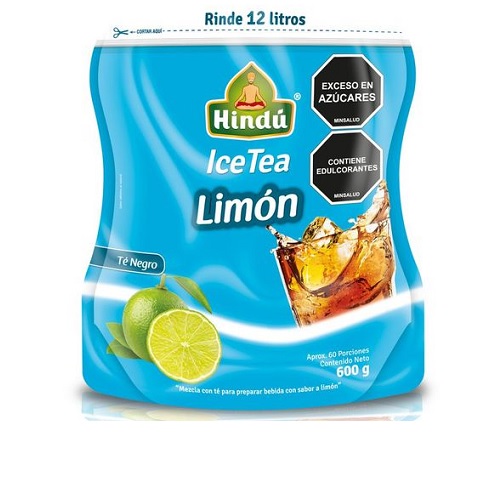 Rinde 12 litros
CORTAR AQUÍ
Hindú®
EXCESO EN
AZÚCARES
MINSALUD
CONTIENE
EDULCORANTES
MINSALUD
Ice Tea
Limón
Té Negro
Aprox. 60 Porciones
Contenido Neto
600 g
"Mezcla con té para preparar bebida con sabor a limón"